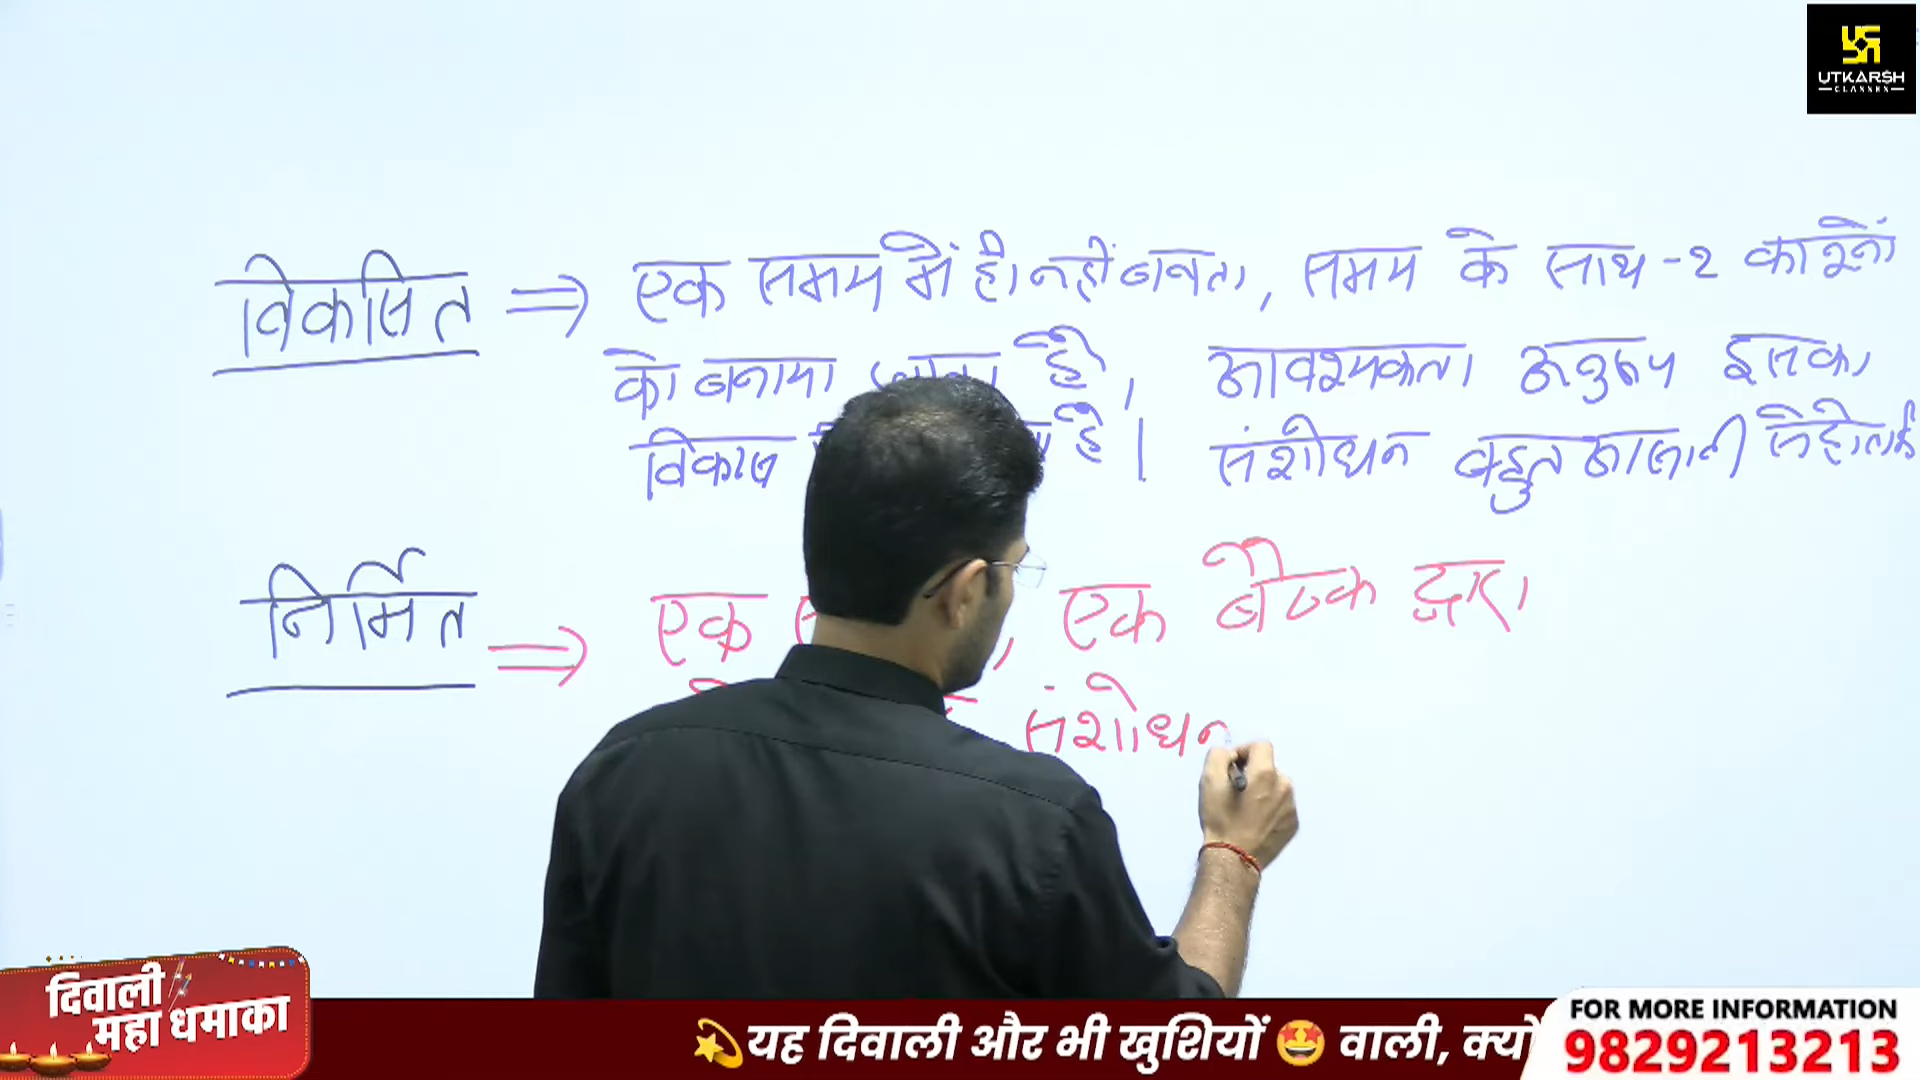 UTKARSH
CLASSES
विकसित ⇒ एक समय में ही नहीं बनता, समय के साथ-2 कानूनों
को बनाया है, आवश्यकता अनुरूप इसका
विकास है। संशोधन बहुत आसानी से होता है
निर्मित ⇒ एक , एक बैठक द्वारा
संशोधन
दिवाली
महा धमाका
यह दिवाली और भी खुशियों 🤩 वाली, क्यों
FOR MORE INFORMATION
9829213213